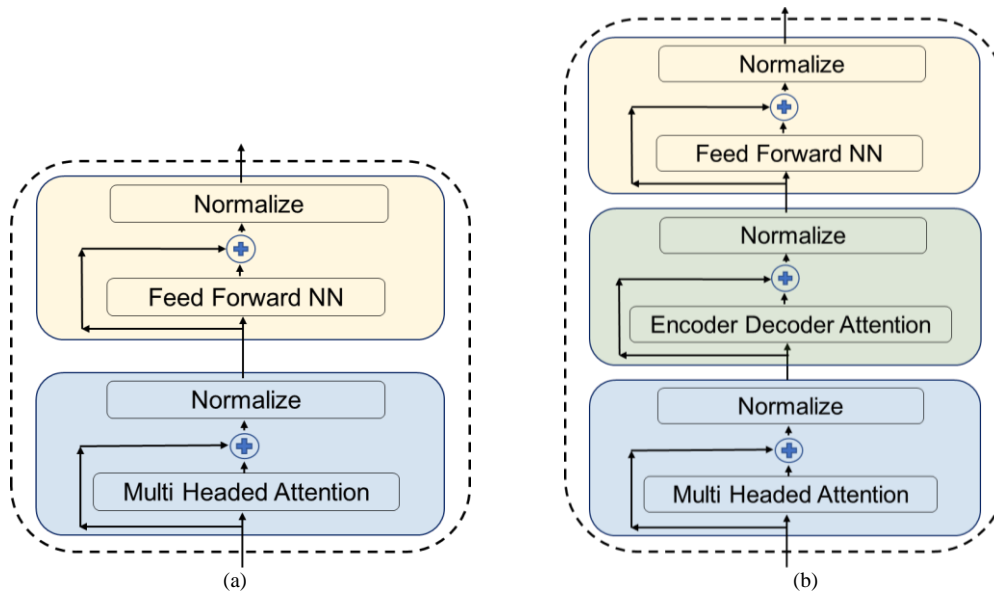 Normalize
Feed Forward NN
Normalize
Multi Headed Attention
(a)
Normalize
Feed Forward NN
Normalize
Encoder Decoder Attention
Normalize
Multi Headed Attention
(b)